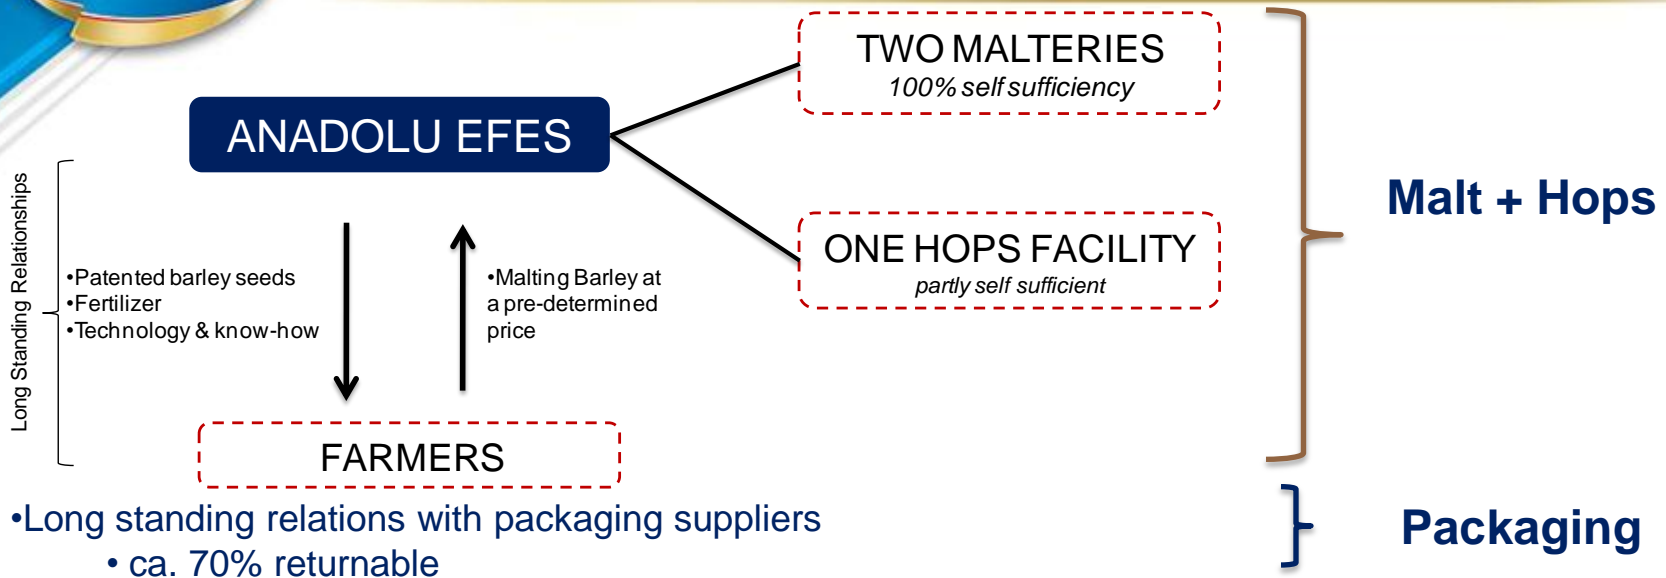 TWO MALTERIES
100% self sufficiency
ANADOLU EFES
Malt + Hops
ONE HOPS FACILITY
partly self sufficient
Long Standing Relationships
•Patented barley seeds
•Fertilizer
•Technology & know-how
•Malting Barley at
a pre-determined
price
FARMERS
•Long standing relations with packaging suppliers
• ca. 70% returnable
Packaging